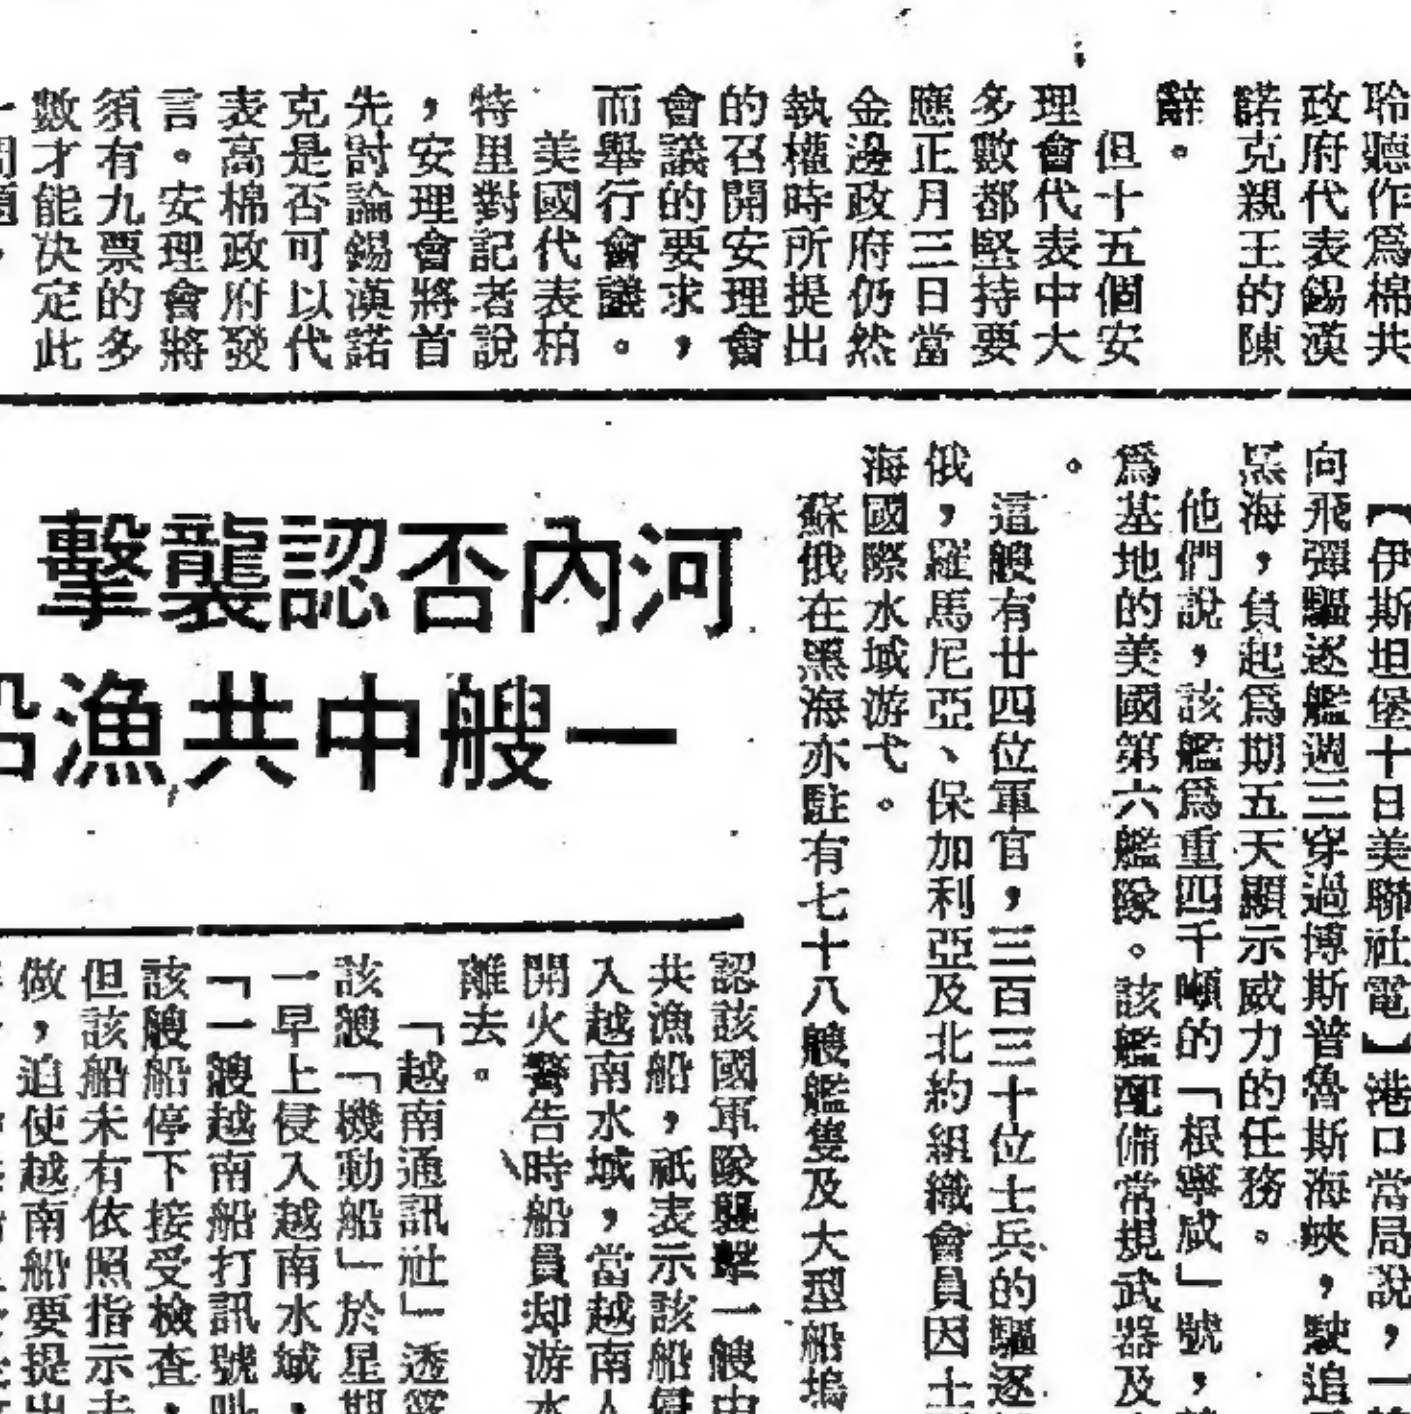 聆聽作爲棉共
政府代表錫漢
諾克親王的陳
辭。
但十五個安
理會代表中大
多數都堅持要
應正月三日當
金邊政府仍然
執權時所提出
的召開安理會
會議的要求，
而舉行會議。
美國代表柏
特里對記者說
，安理會將首
先討論錫漢諾
克是否可以代
表高棉政府發
言。安理會將
須有九票的多
數才能決定此
【伊斯坦堡十日美聯社電】港口當局說，一
向飛彈驅逐艦週三穿過博斯普魯斯海峽，駛
黑海，負起爲期五天顯示威力的任務。
他們說，該艦爲重四千噸的「根寧咸」號，
爲基地的美國第六艦隊。該艦配備常規武器及
。
這艘有廿四位軍官，三百三十位士兵的驅逐
俄，羅馬尼亞、保加利亞及北約組織會員因土
海國際水域游弋。
蘇俄在黑海亦駐有七十八艘艦隻及大型船塢
河內否認襲擊
一艘中共漁船
認該國軍隊襲擊一艘中
共漁船，祇表示該船
入越南水域，當越南人
開火警告時船員却游水
離去。
「越南通訊社」透
該艘「機動船」於星期
一早上侵入越南水域，
「一艘越南船打訊號叫
該艘船停下接受檢查，
但該船未有依照指示去
做，迫使越南船要提出